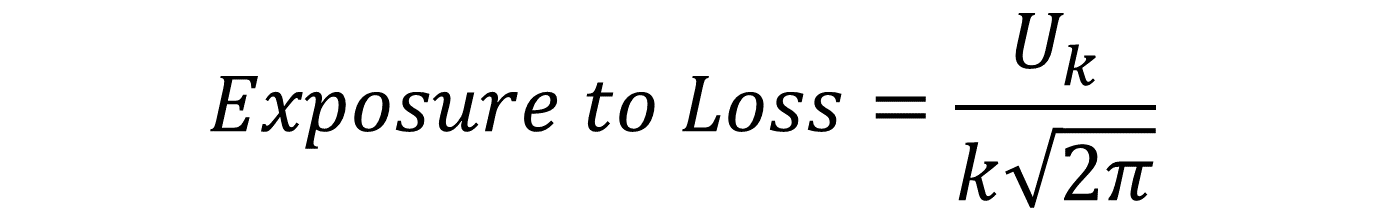 Exposure to Loss = U_k / k√2π